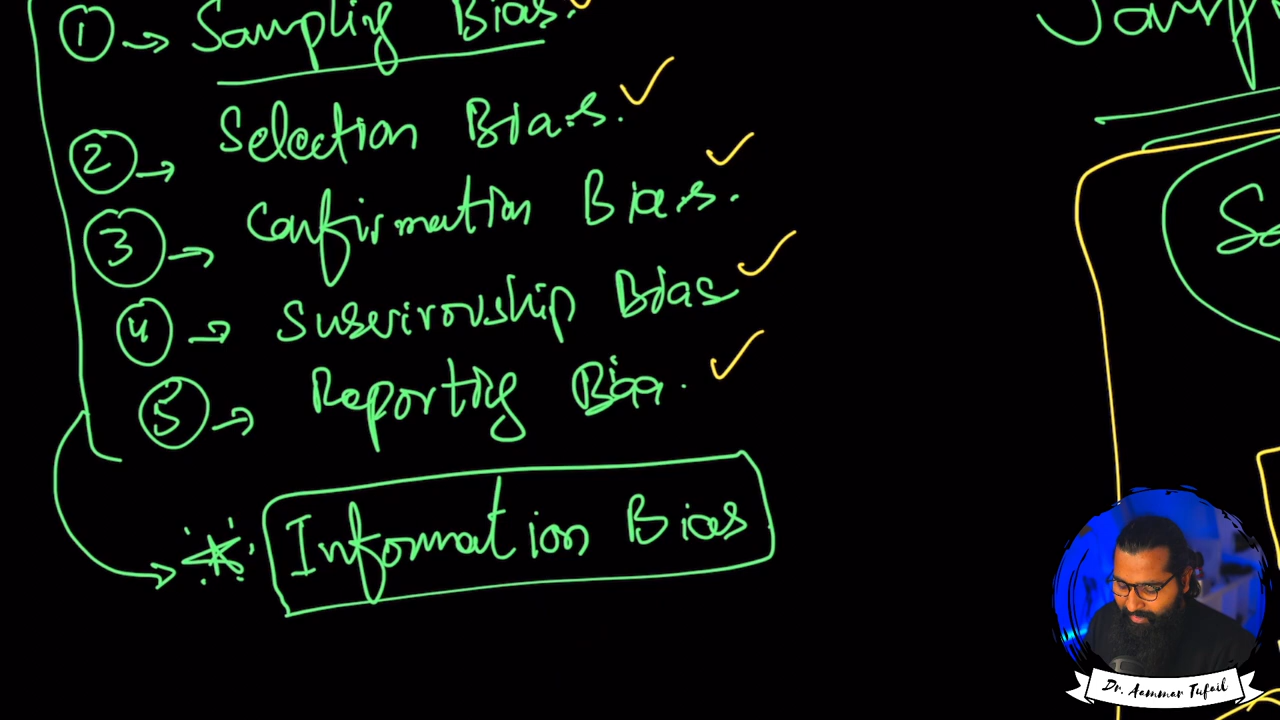 ① → Sampling Bias.
② → Selection Bias.
③ → Confirmation Bias.
④ → Suservirovship Bias
⑤ → Reporting Bias.
Information Bias
Dr. Aammar Tufail